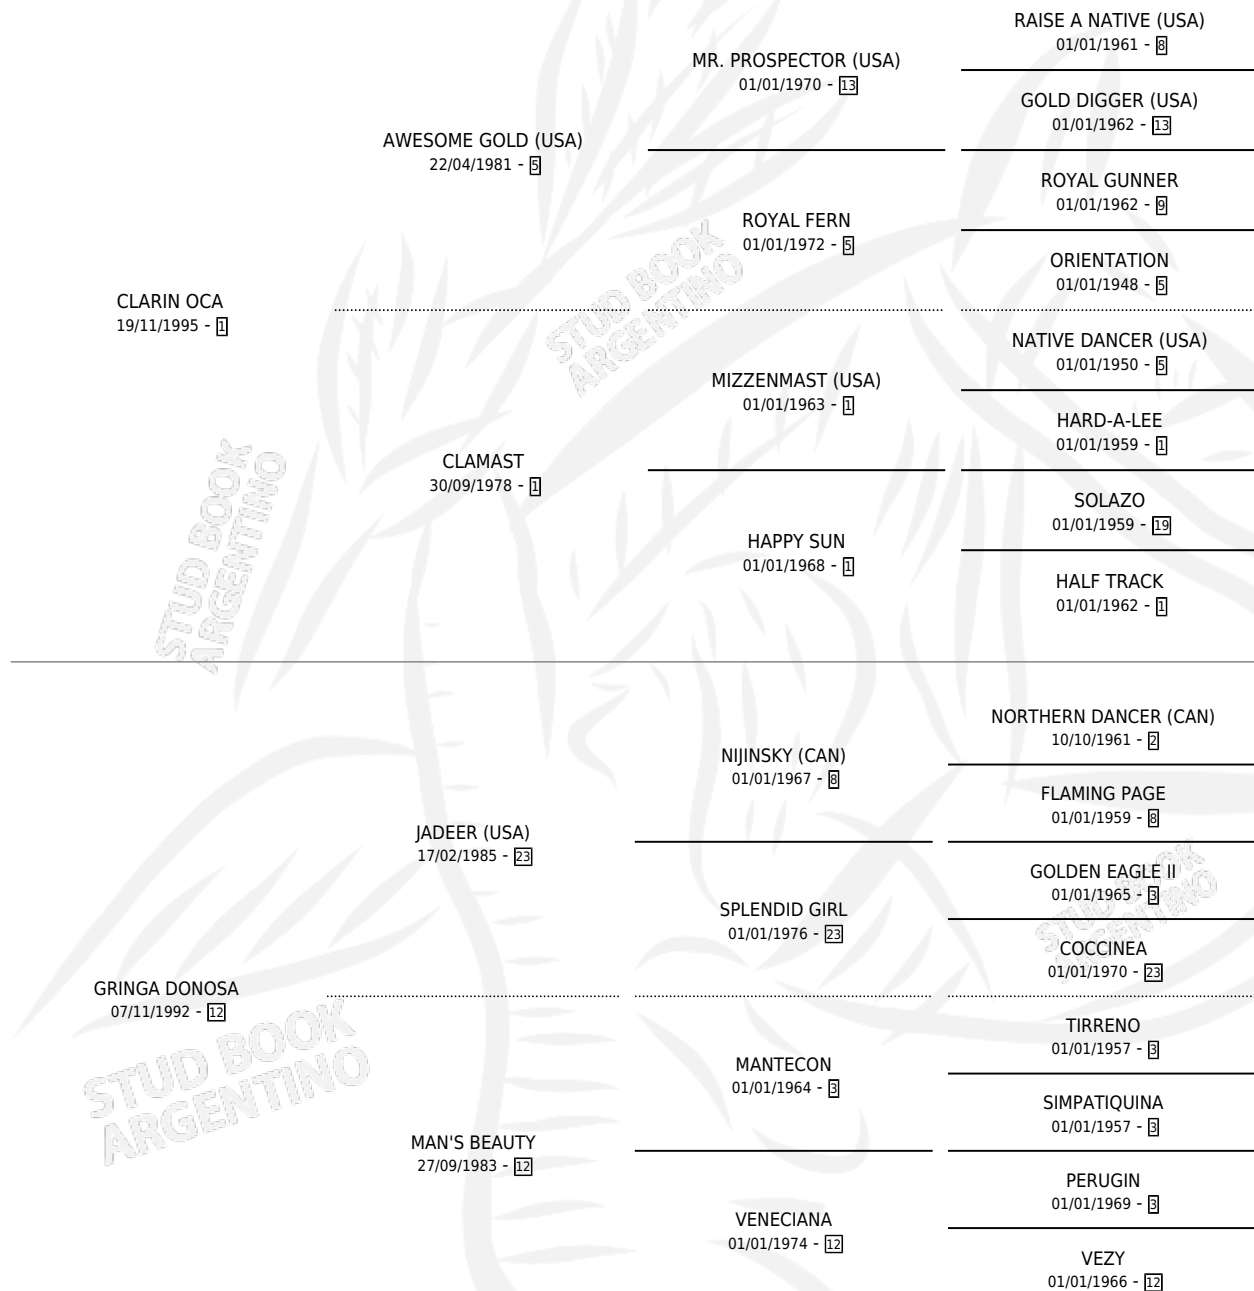 RAISE A NATIVE (USA)
01/01/1961 - 8
MR. PROSPECTOR (USA)
01/01/1970 - 13
GOLD DIGGER (USA)
01/01/1962 - 13
AWESOME GOLD (USA)
22/04/1981 - 5
ROYAL GUNNER
01/01/1962 - 9
ROYAL FERN
01/01/1972 - 5
ORIENTATION
01/01/1948 - 5
CLARIN OCA
19/11/1995 - 1
NATIVE DANCER (USA)
01/01/1950 - 5
MIZZENMAST (USA)
01/01/1963 - 1
HARD-A-LEE
01/01/1959 - 1
CLAMAST
30/09/1978 - 1
SOLAZO
01/01/1959 - 19
HAPPY SUN
01/01/1968 - 1
HALF TRACK
01/01/1962 - 1
NORTHERN DANCER (CAN)
10/10/1961 - 2
NIJINSKY (CAN)
01/01/1967 - 8
FLAMING PAGE
01/01/1959 - 8
JADEER (USA)
17/02/1985 - 23
GOLDEN EAGLE II
01/01/1965 - 3
SPLENDID GIRL
01/01/1976 - 23
COCCINEA
01/01/1970 - 23
GRINGA DONOSA
07/11/1992 - 12
TIRRENO
01/01/1957 - 3
MANTECON
01/01/1964 - 3
SIMPATIQUINA
01/01/1957 - 3
MAN'S BEAUTY
27/09/1983 - 12
PERUGIN
01/01/1969 - 3
VENECIANA
01/01/1974 - 12
VEZY
01/01/1966 - 12
STUD BOOK
ARGENTINO
STUD BOOK
ARGENTINO
STUD BOOK
ARGENTINO
STUD BOOK
ARGENTINO